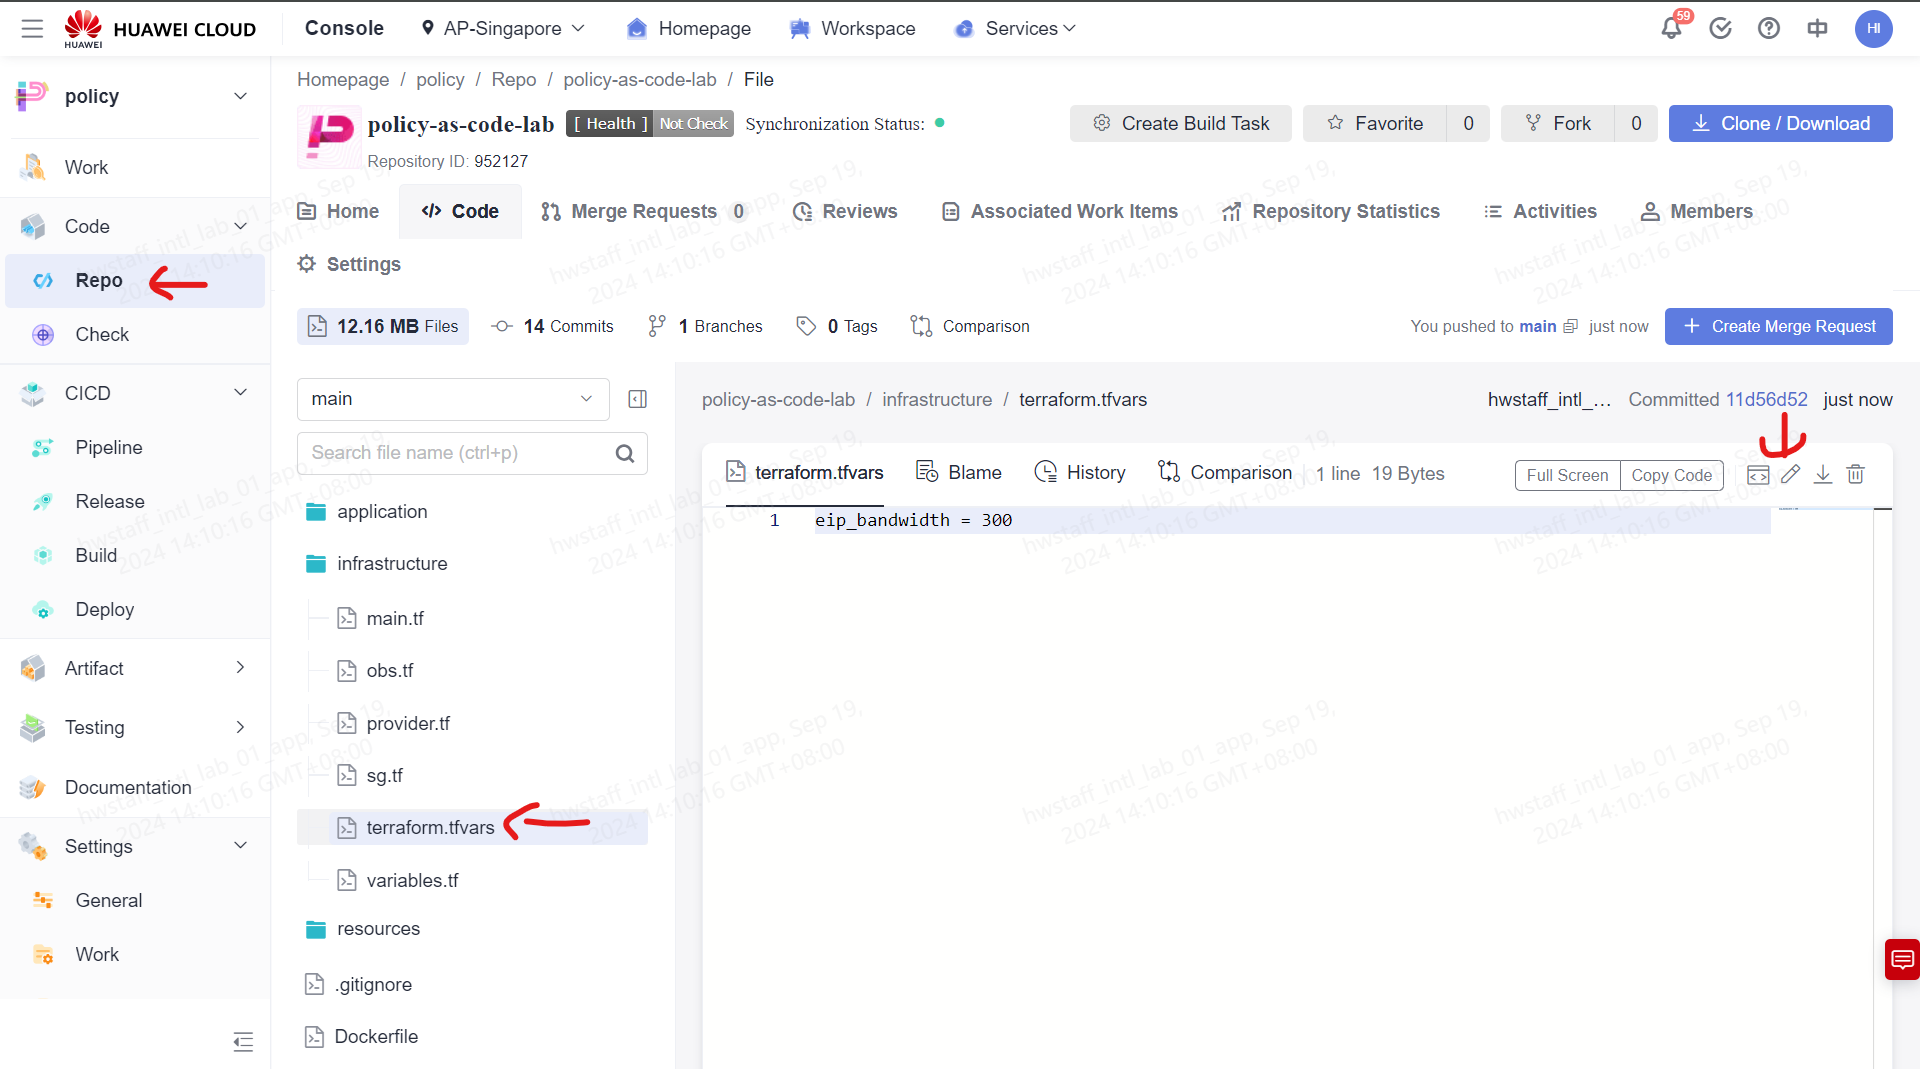 HUAWEI
HUAWEI CLOUD
Console
AP-Singapore
Homepage
Workspace
Services
59
HI
policy
Work
Code
Repo
Check
CICD
Pipeline
Release
Build
Deploy
Artifact
Testing
Documentation
Settings
General
Work
Homepage / policy / Repo / policy-as-code-lab / File
policy-as-code-lab
[ Health ] Not Check
Synchronization Status:
Repository ID: 952127
Create Build Task
Favorite 0
Fork 0
Clone / Download
Home
Code
Merge Requests 0
Reviews
Associated Work Items
Repository Statistics
Activities
Members
Settings
12.16 MB Files
14 Commits
1 Branches
0 Tags
Comparison
You pushed to main just now
Create Merge Request
main
Search file name (ctrl+p)
application
infrastructure
main.tf
obs.tf
provider.tf
sg.tf
terraform.tfvars
variables.tf
resources
.gitignore
Dockerfile
policy-as-code-lab / infrastructure / terraform.tfvars
hwstaff_intl_... Committed 11d56d52 just now
terraform.tfvars
Blame
History
Comparison
1 line 19 Bytes
Full Screen
Copy Code
1 eip_bandwidth = 300
hwstaff_intl_lab_01_app, Sep 19,
2024 14:10:16 GMT+08:00